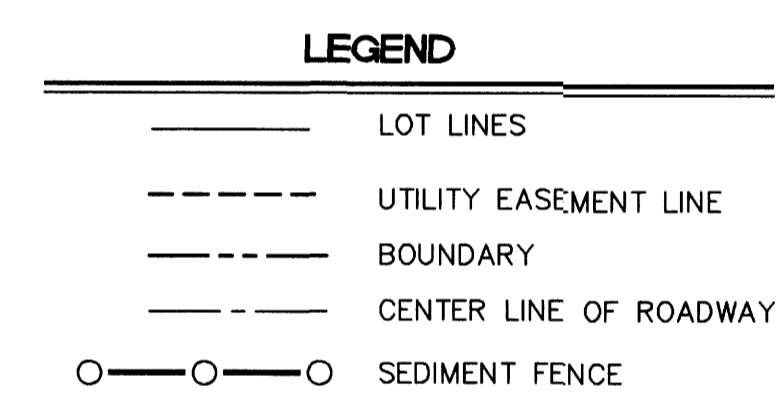 LEGEND
LOT LINES
UTILITY EASEMENT LINE
BOUNDARY
CENTER LINE OF ROADWAY
SEDIMENT FENCE